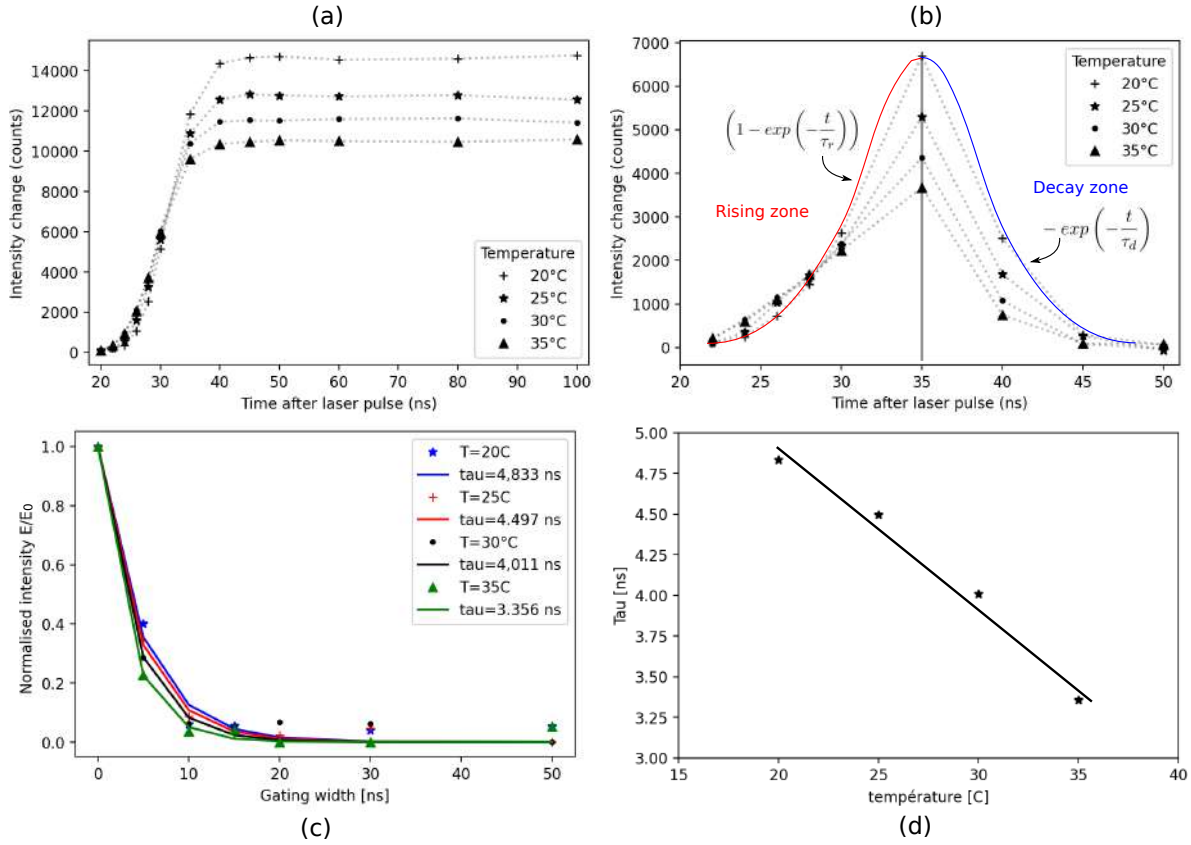 (a)
14000
12000
10000
8000
6000
4000
2000
0
Intensity change (counts)
Temperature
20°C
25°C
30°C
35°C
20 30 40 50 60 70 80 90 100
Time after laser pulse (ns)
(b)
7000
6000
5000
4000
3000
2000
1000
0
Intensity change (counts)
Temperature
20°C
25°C
30°C
35°C
(1 − exp(−t/τr))
Rising zone
Decay zone
− exp(−t/τd)
20 25 30 35 40 45 50
Time after laser pulse (ns)
1.0
0.8
0.6
0.4
0.2
0.0
Normalised intensity E/E0
T=20C
tau=4,833 ns
T=25C
tau=4.497 ns
T=30°C
tau=4,011 ns
T=35C
tau=3.356 ns
0 10 20 30 40 50
Gating width [ns]
(c)
5.00
4.75
4.50
4.25
4.00
3.75
3.50
3.25
3.00
Tau [ns]
15 20 25 30 35 40
température [C]
(d)